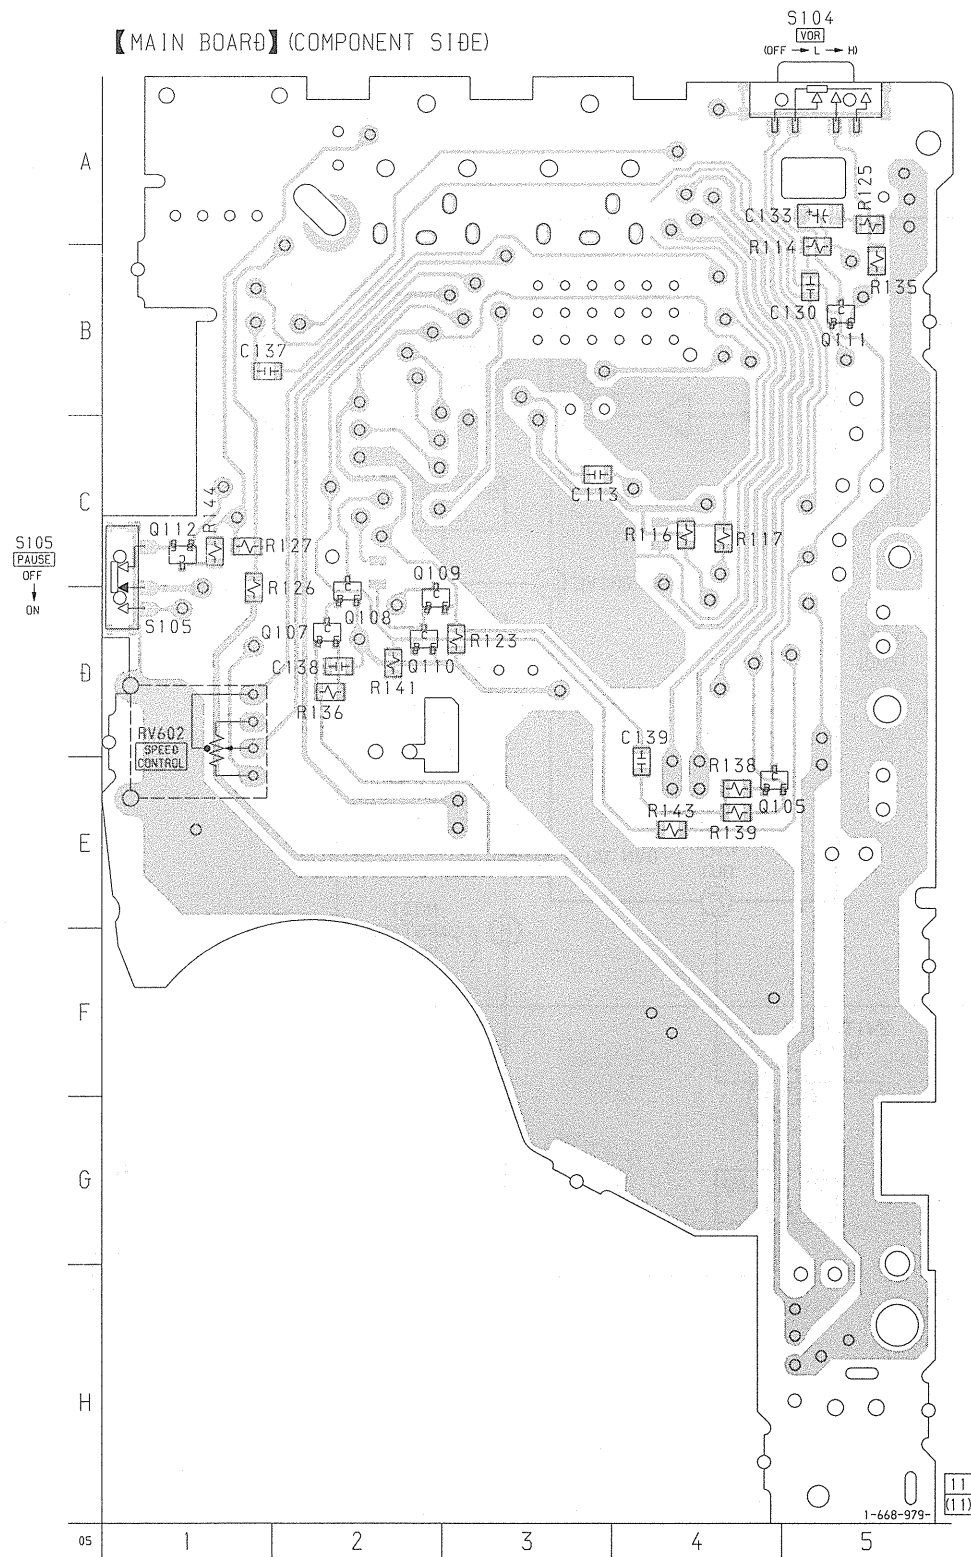 S104
VOR
(OFF → L → H)
【MAIN BOARD】(COMPONENT SIDE)
A
R125
C133
R114
R135
B
C130
Q111
C137
C
C113
R144
Q112
R116
R117
S105
PAUSE
OFF
↓
ON
R127
R126
Q109
Q108
S105
Q107
R123
D
C138
Q110
R141
R136
RV602
SPEED
CONTROL
C139
R138
Q105
R143
R139
E
F
G
H
11
(11)
1-668-979-
05
1
2
3
4
5